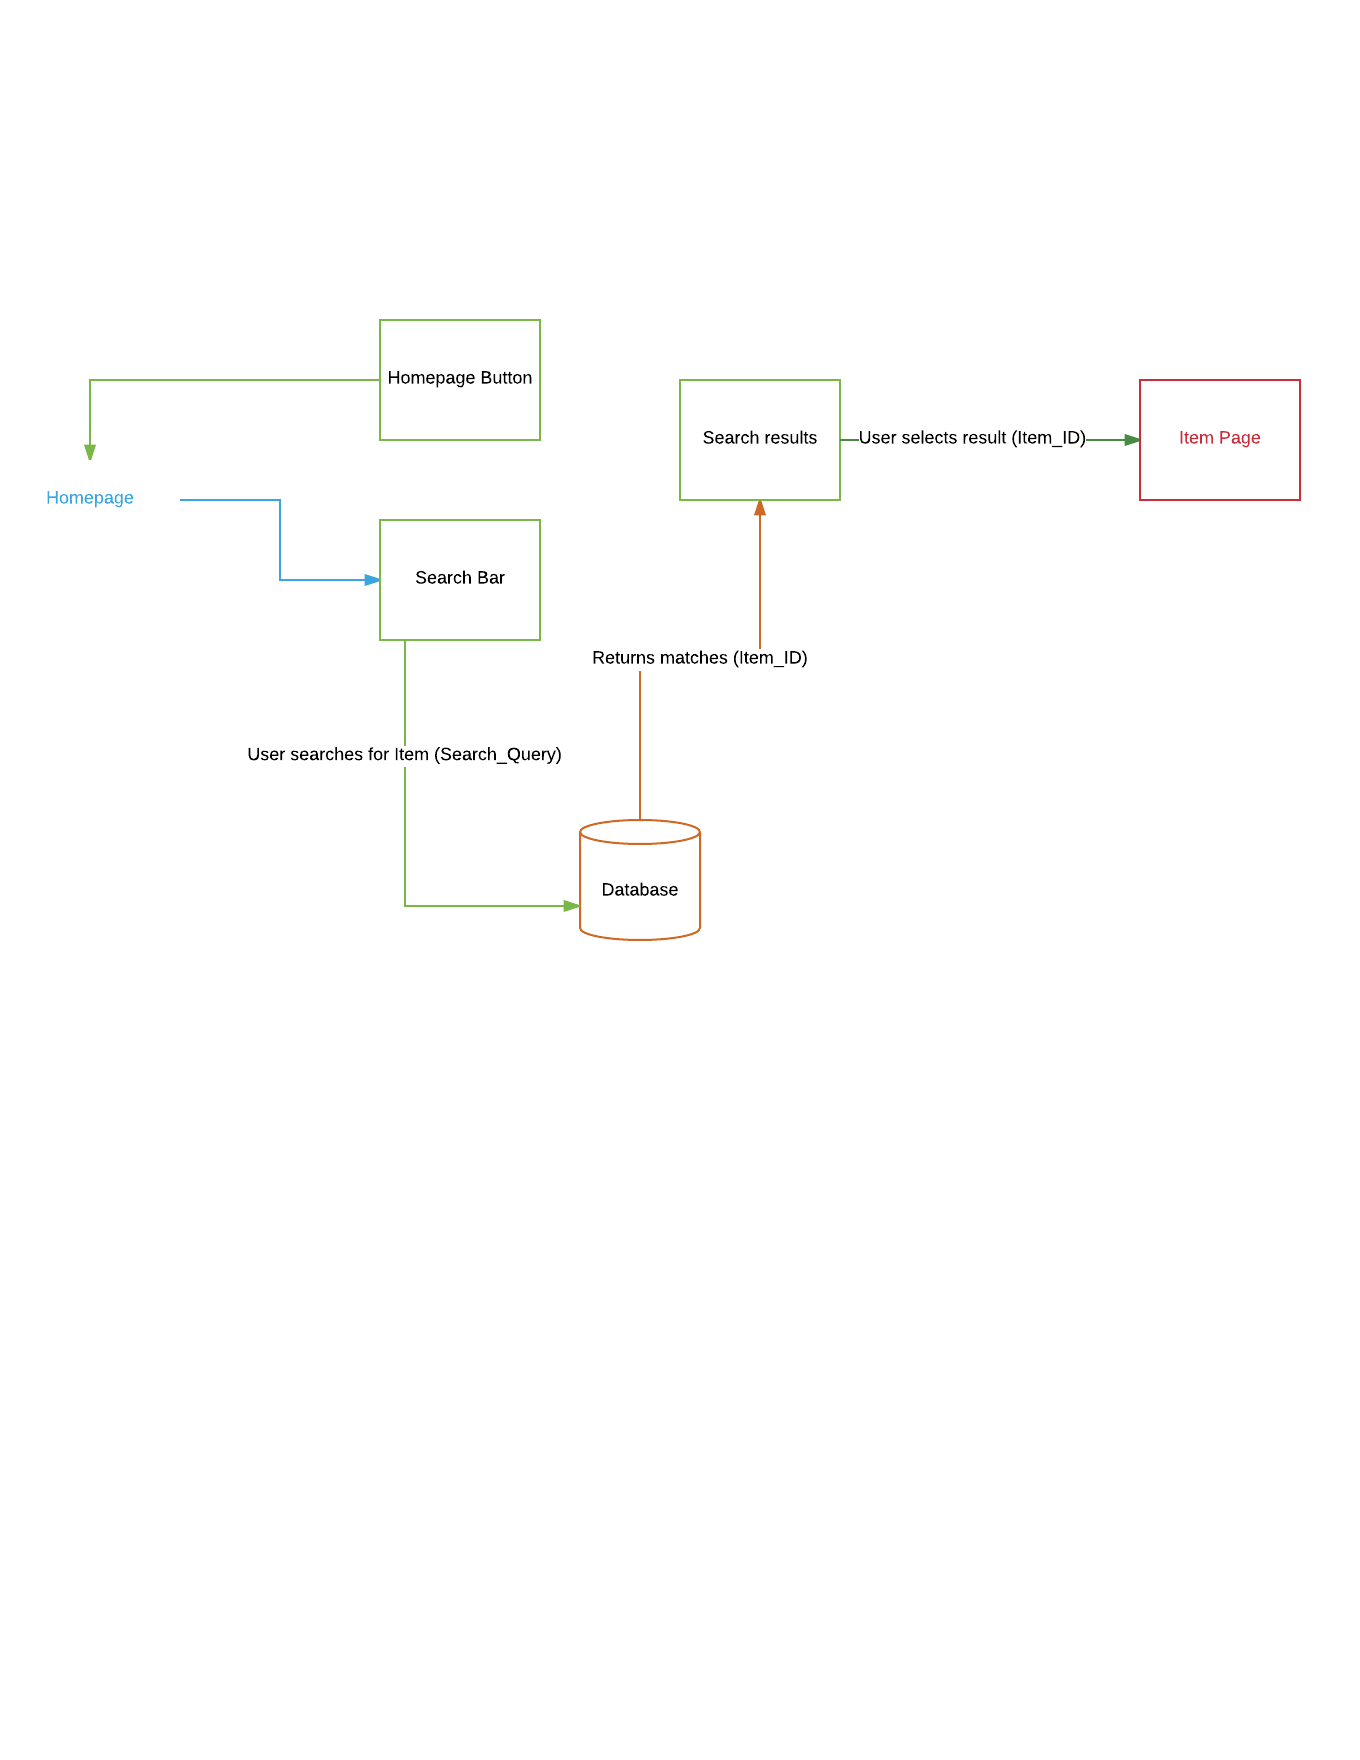 Homepage Button
Search results
User selects result (Item_ID)
Item Page
Homepage
Search Bar
Returns matches (Item_ID)
User searches for Item (Search_Query)
Database